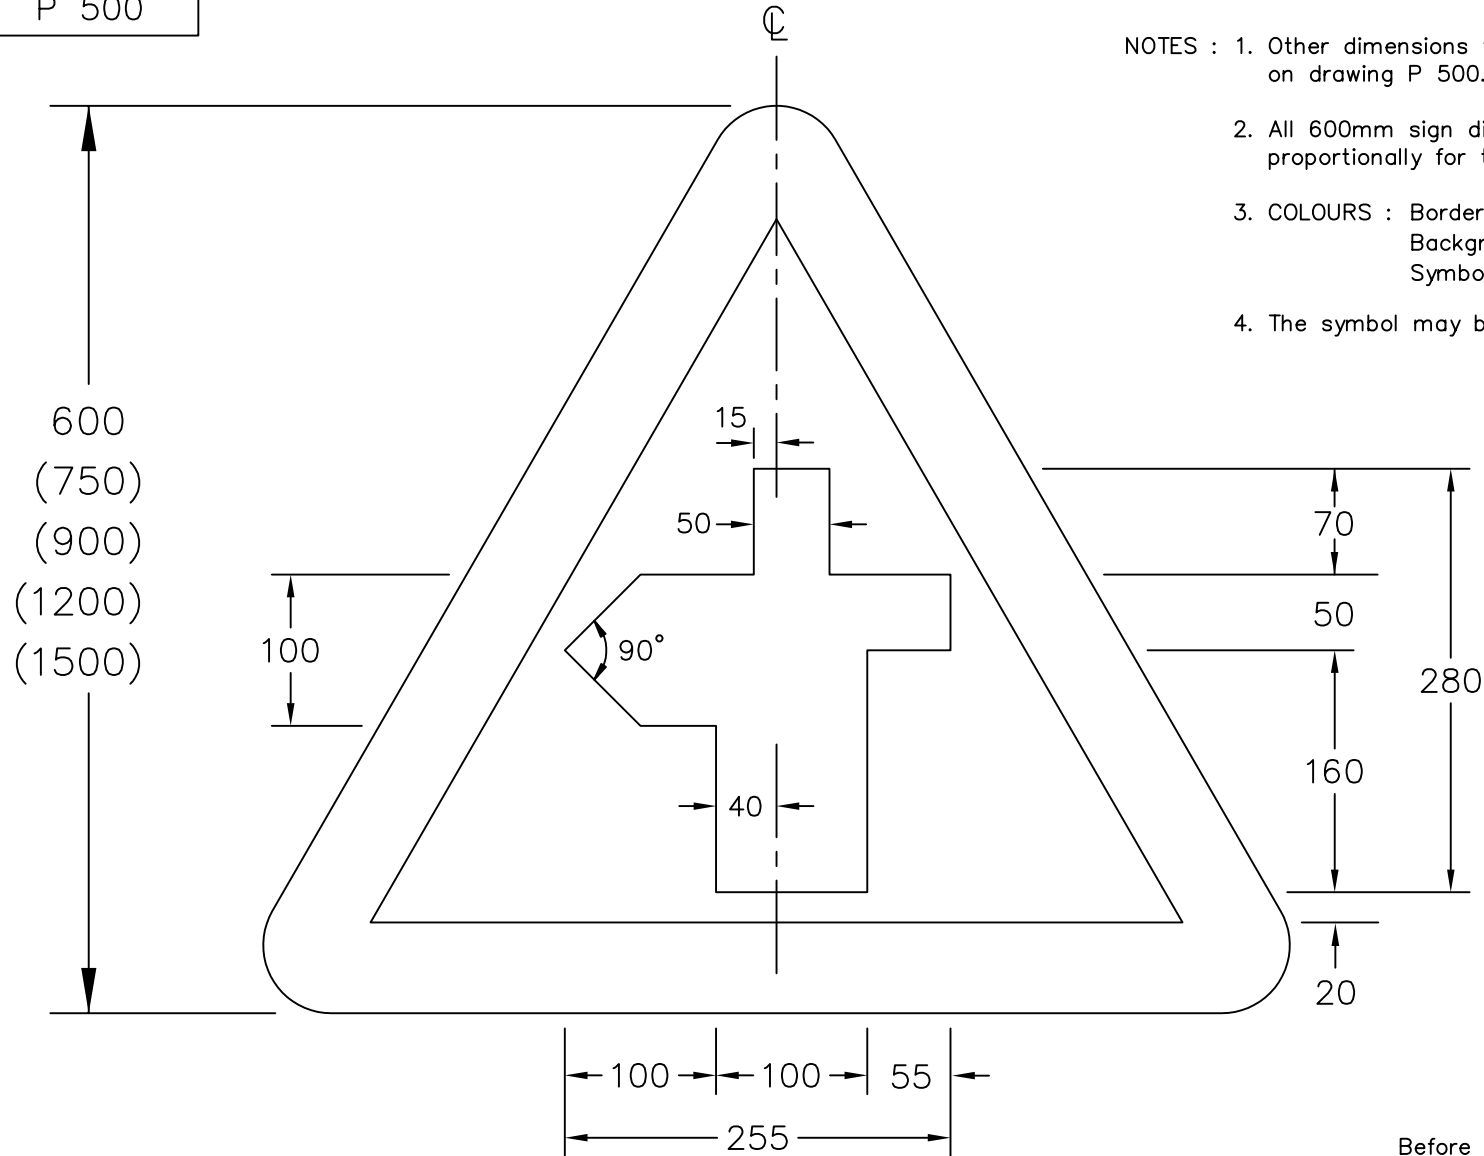 P 500
℄
NOTES : 1. Other dimensions
on drawing P 500.
2. All 600mm sign
proportionally for
3. COLOURS : Border
4. The symbol may
15
600
(750)
(900)
(1200)
(1500)
50
70
50
100
90°
280
160
40
20
100
100
55
255
Before